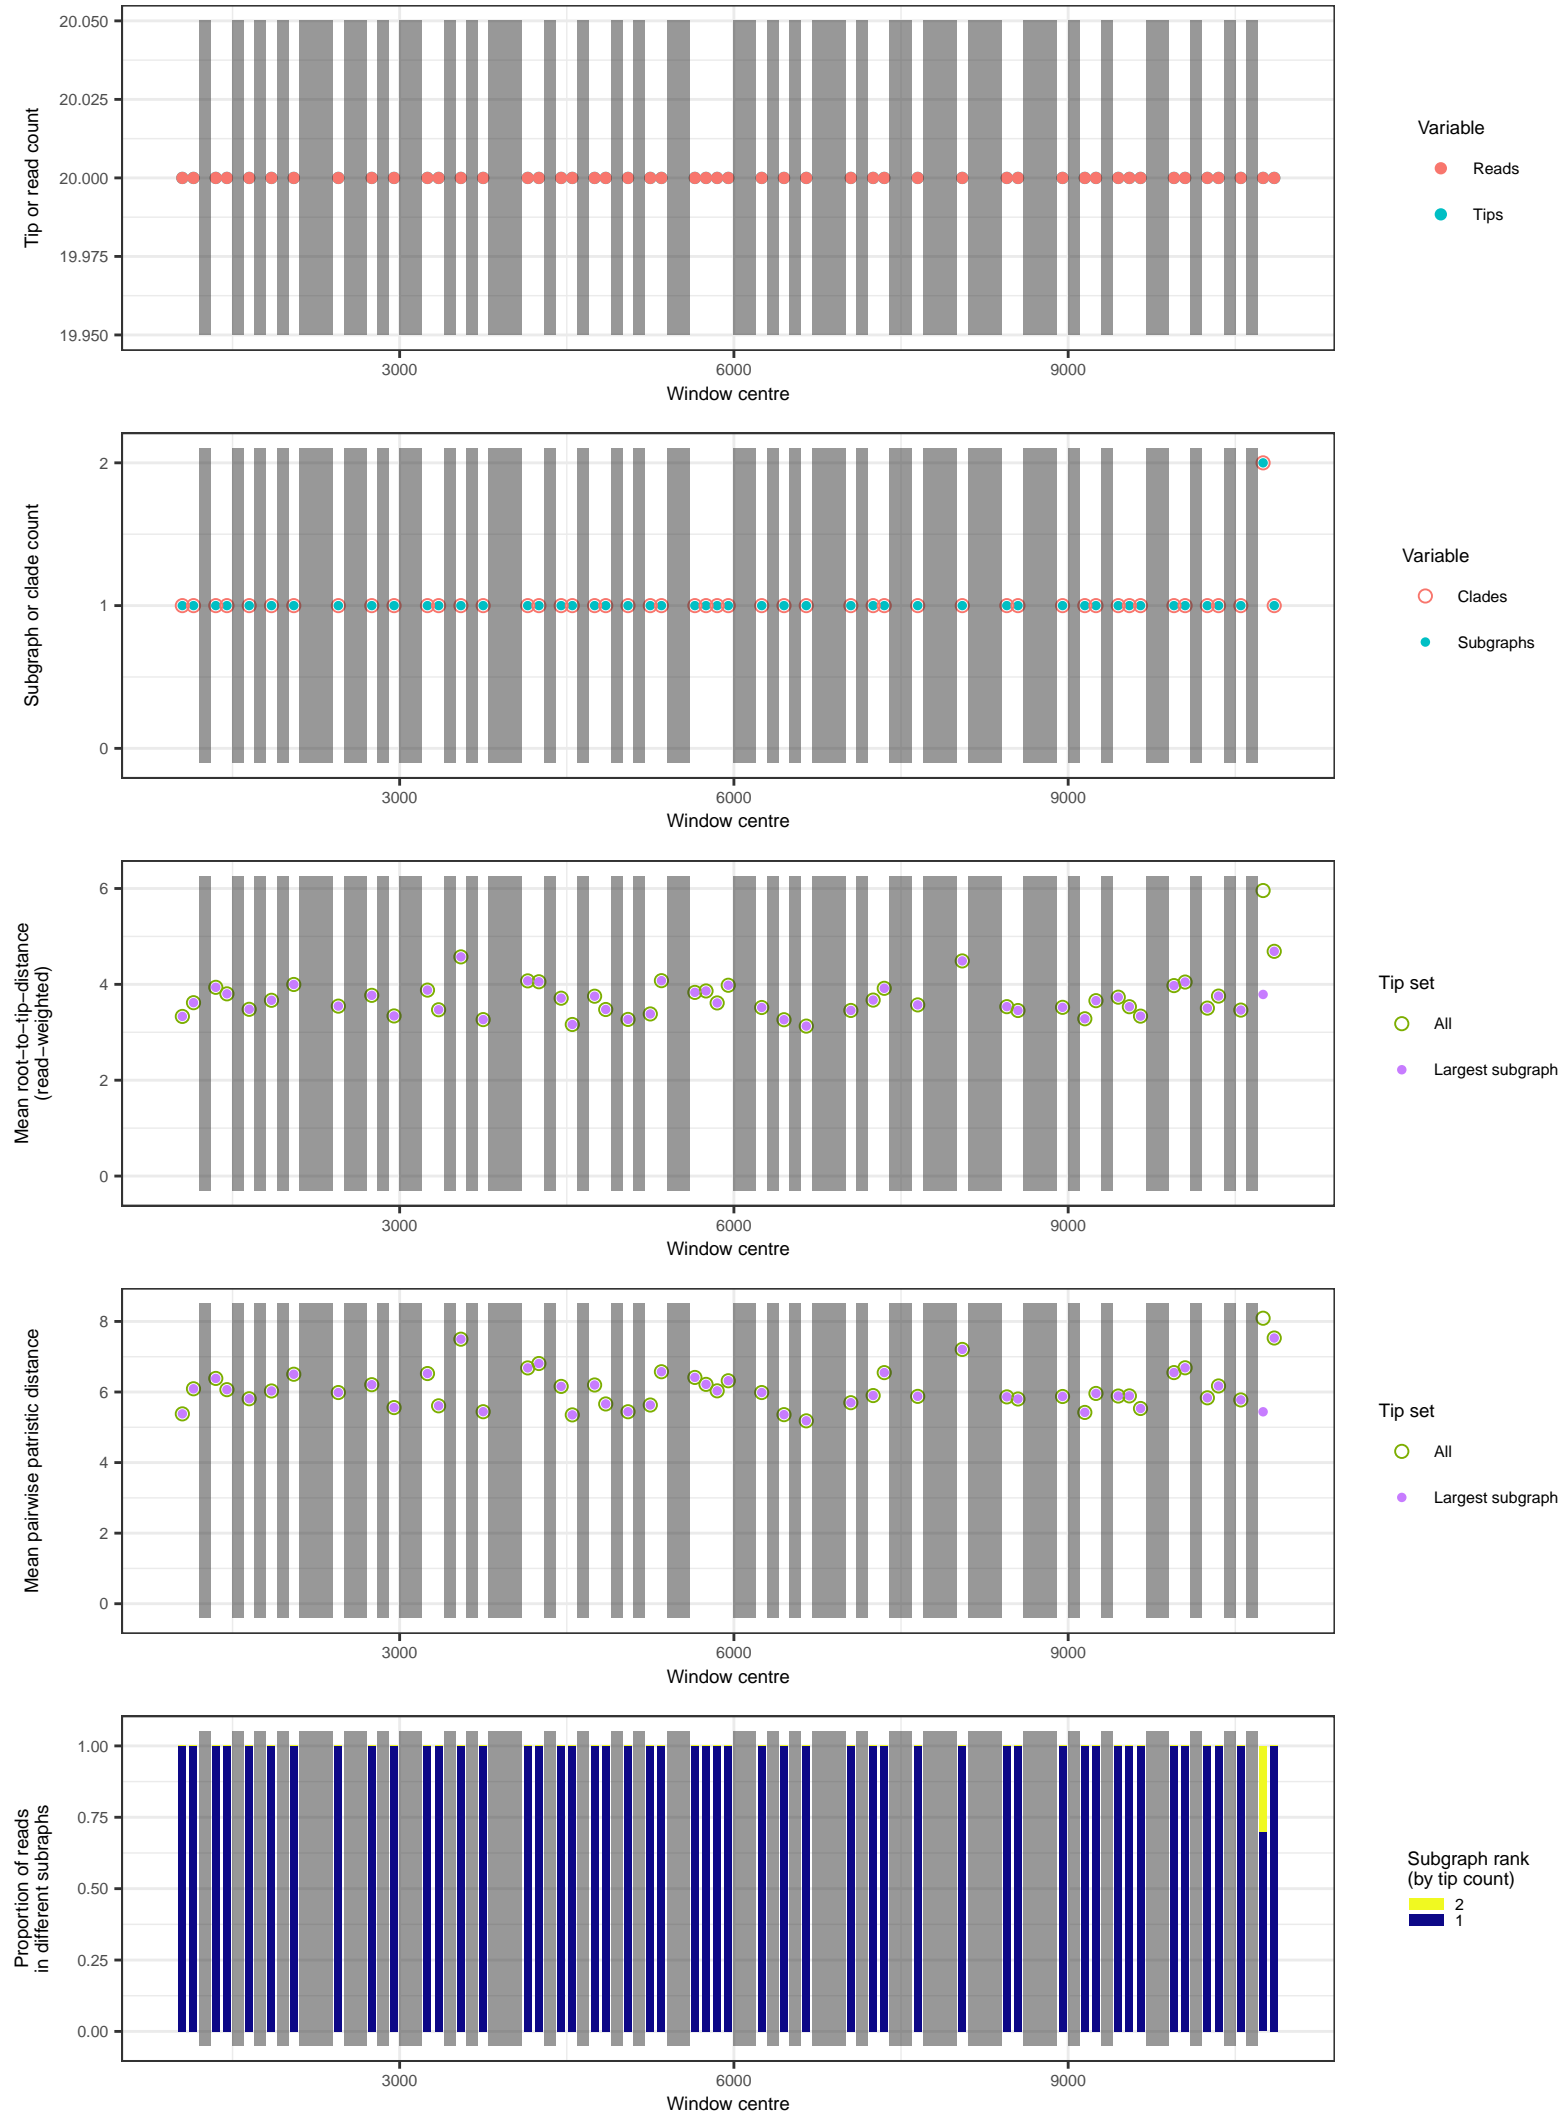 20.050
20.025
20.000
19.975
19.950
Tip or read count
3000
6000
9000
Window centre
Variable
Reads
Tips
2
1
0
Subgraph or clade count
3000
6000
9000
Window centre
Variable
Clades
Subgraphs
6
4
2
0
Mean root−to−tip−distance
(read−weighted)
3000
6000
9000
Window centre
Tip set
All
Largest subgraph
8
6
4
2
0
Mean pairwise patristic distance
3000
6000
9000
Window centre
Tip set
All
Largest subgraph
1.00
0.75
0.50
0.25
0.00
Proportion of reads
in different subraphs
3000
6000
9000
Window centre
Subgraph rank
(by tip count)
2
1